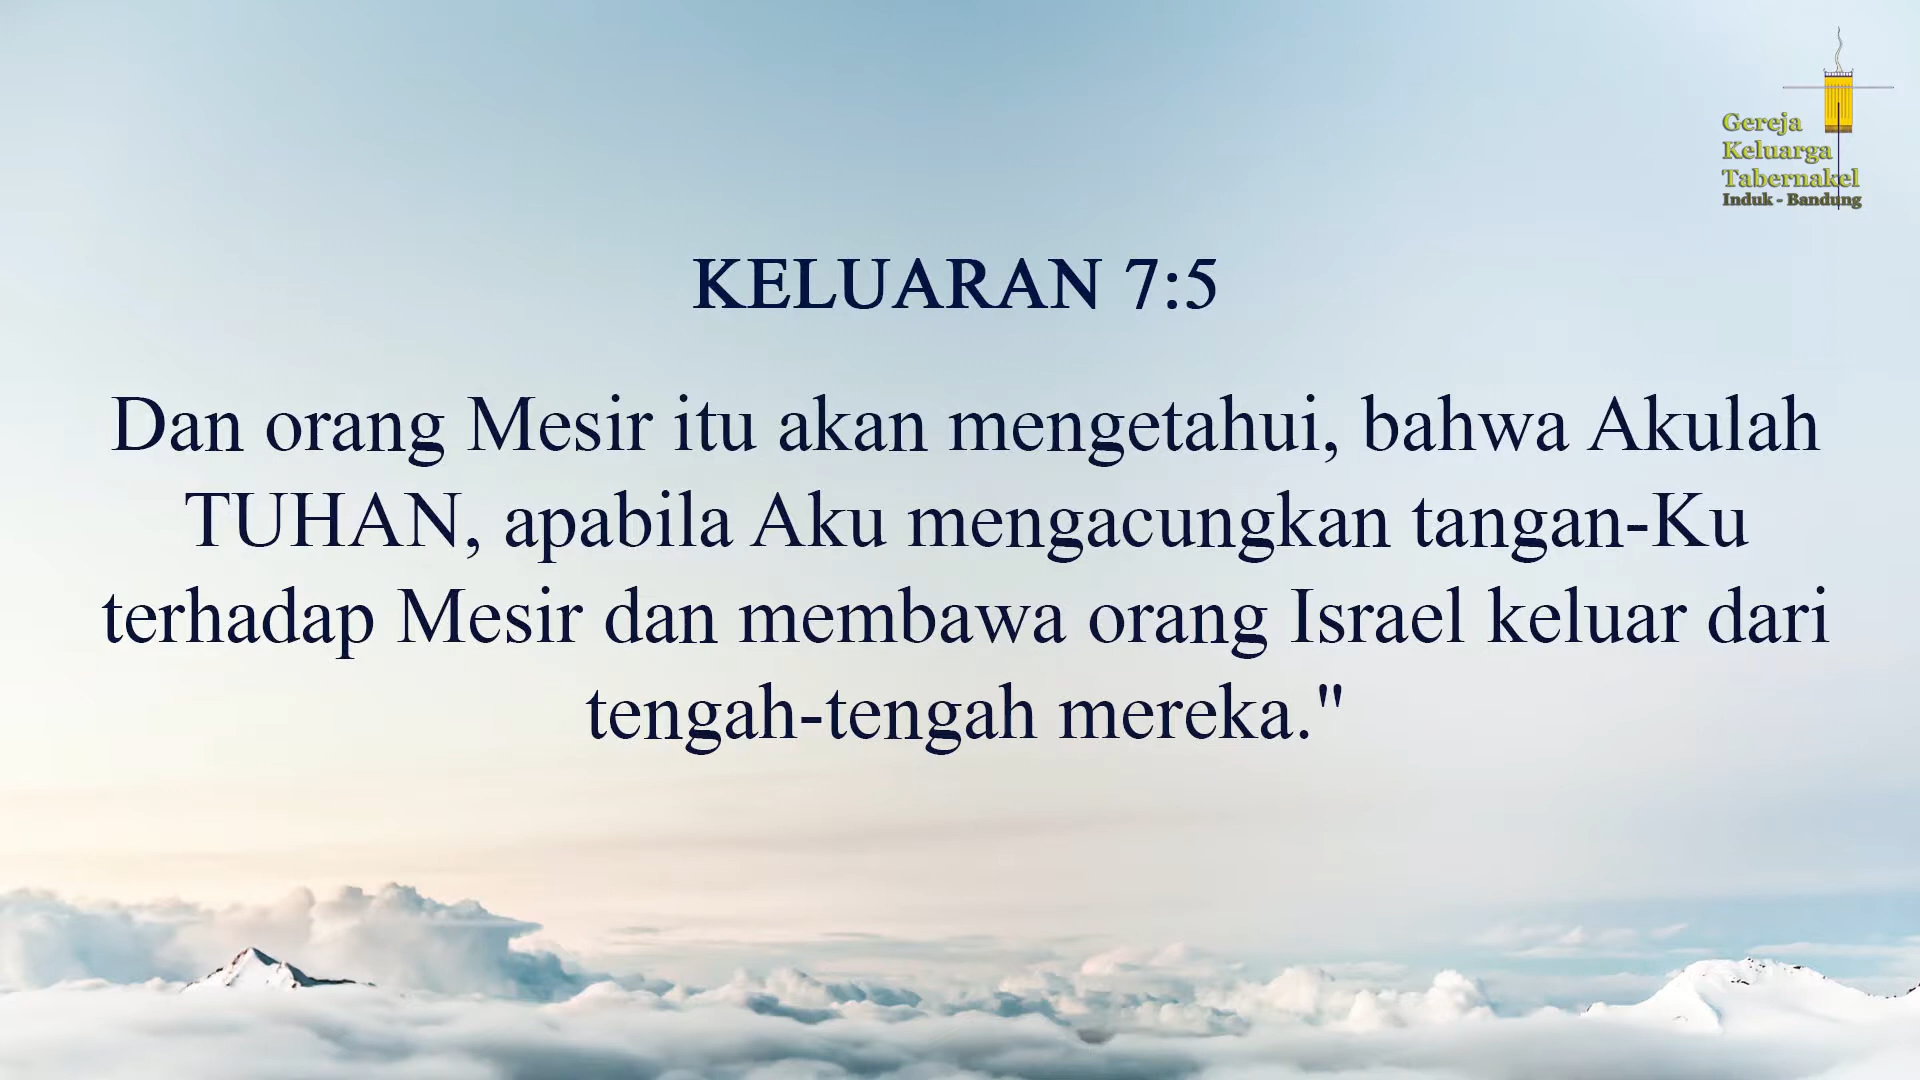 Gereja
Keluarga
Tabernakel
Induk - Bandung
KELUARAN 7:5
Dan orang Mesir itu akan mengetahui, bahwa Akulah
TUHAN, apabila Aku mengacungkan tangan-Ku
terhadap Mesir dan membawa orang Israel keluar dari
tengah-tengah mereka."